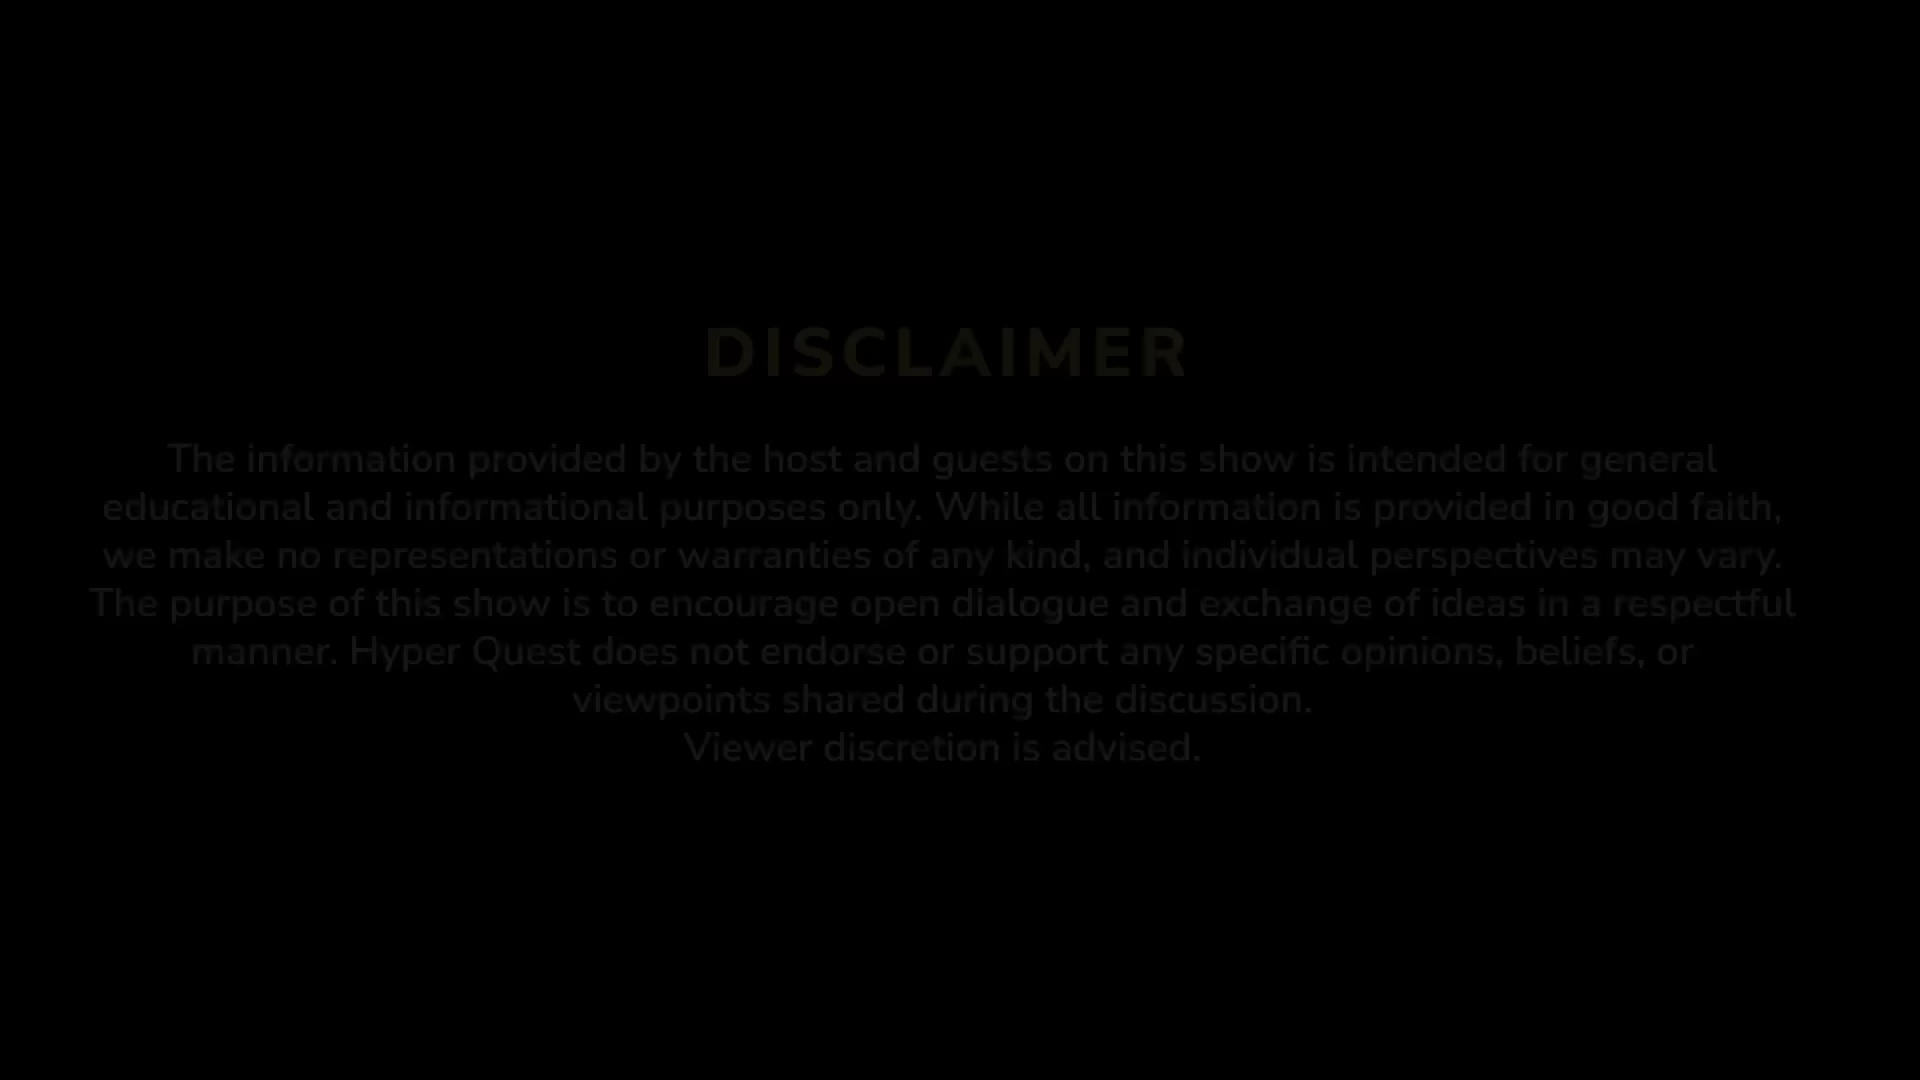 DISCLAIMER
The information provided by the host and guests on this show is intended for general
educational and informational purposes only. While all information is provided in good faith,
we make no representations or warranties of any kind, and individual perspectives may vary.
The purpose of this show is to encourage open dialogue and exchange of ideas in a respectful
manner. Hyper Quest does not endorse or support any specific opinions, beliefs, or
viewpoints shared during the discussion.
Viewer discretion is advised.